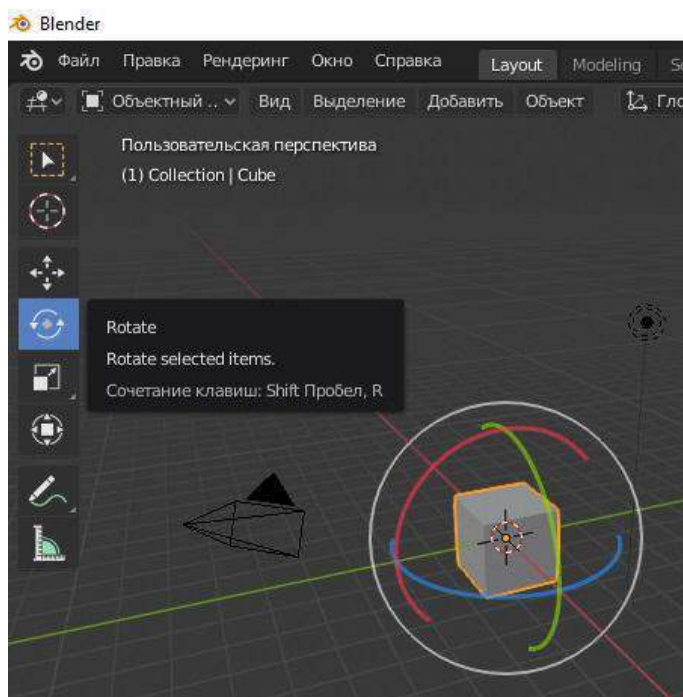 Blender
Файл Правка Рендеринг Окно Справка Layout Modeling
Объектный .. Вид Выделение Добавить Объект Гло
Пользовательская перспектива
(1) Collection | Cube
Rotate
Rotate selected items.
Сочетание клавиш: Shift Пробел, R